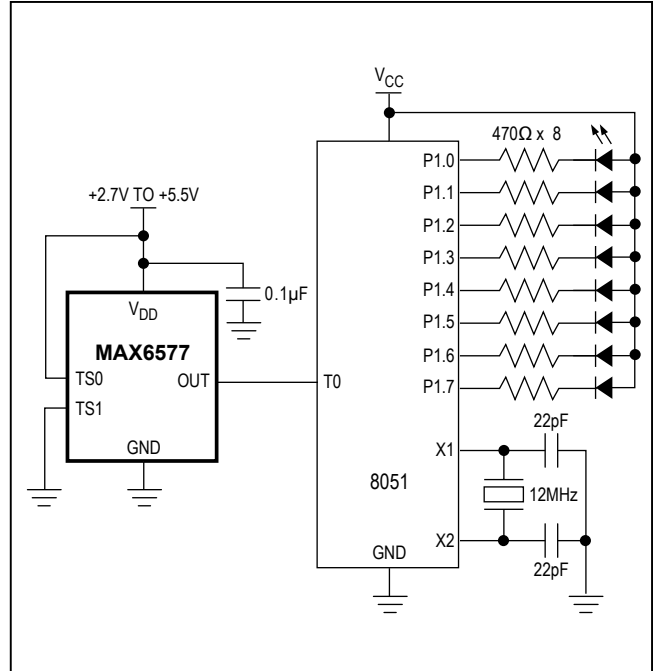 V_CC
470Ω x 8
P1.0
P1.1
+2.7V TO +5.5V
P1.2
P1.3
0.1µF
P1.4
V_DD
P1.5
MAX6577
P1.6
TS0
OUT
T0
P1.7
TS1
22pF
GND
X1
8051
12MHz
X2
GND
22pF